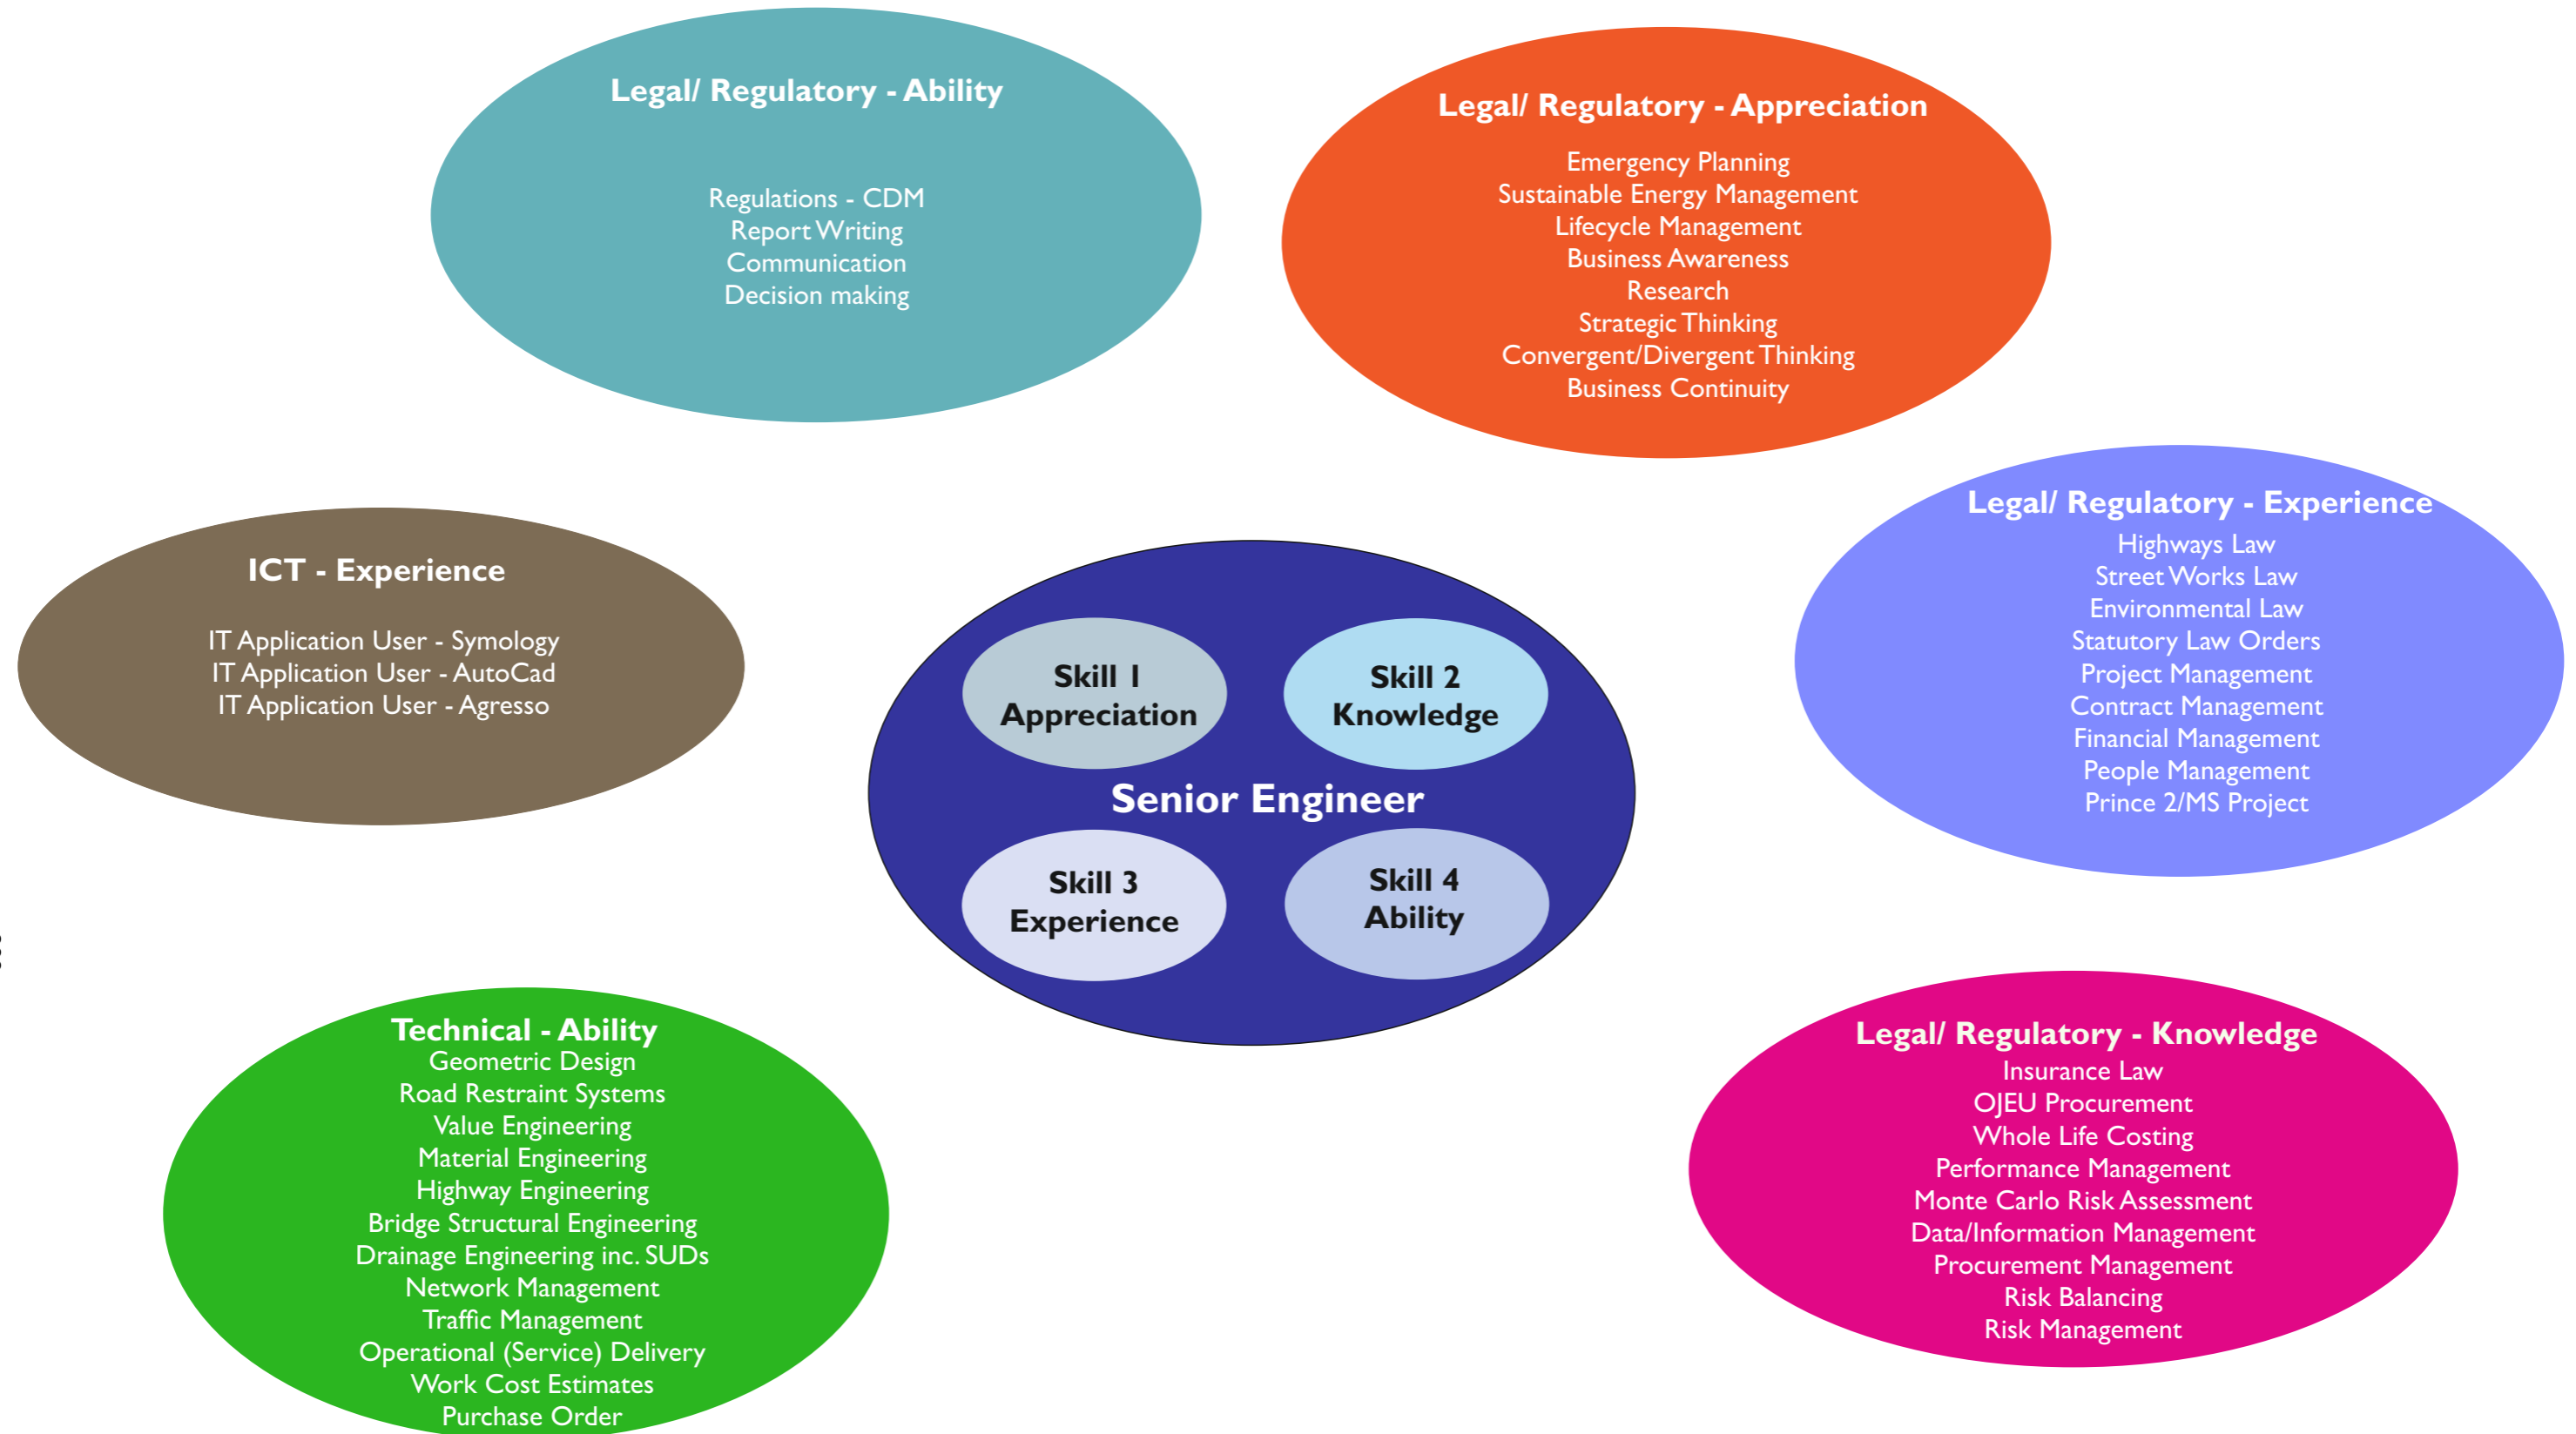 Legal/ Regulatory - Ability
Regulations - CDM
Report Writing
Communication
Decision making
Legal/ Regulatory - Appreciation
Emergency Planning
Sustainable Energy Management
Lifecycle Management
Business Awareness
Research
Strategic Thinking
Convergent/Divergent Thinking
Business Continuity
ICT - Experience
IT Application User - Symology
IT Application User - AutoCad
IT Application User - Agresso
Skill 1
Appreciation
Skill 2
Knowledge
Senior Engineer
Skill 3
Experience
Skill 4
Ability
Legal/ Regulatory - Experience
Highways Law
Street Works Law
Environmental Law
Statutory Law Orders
Project Management
Contract Management
Financial Management
People Management
Prince 2/MS Project
Technical - Ability
Geometric Design
Road Restraint Systems
Value Engineering
Material Engineering
Highway Engineering
Bridge Structural Engineering
Drainage Engineering inc. SUDs
Network Management
Traffic Management
Operational (Service) Delivery
Work Cost Estimates
Purchase Order
Legal/ Regulatory - Knowledge
Insurance Law
OJEU Procurement
Whole Life Costing
Performance Management
Monte Carlo Risk Assessment
Data/Information Management
Procurement Management
Risk Balancing
Risk Management